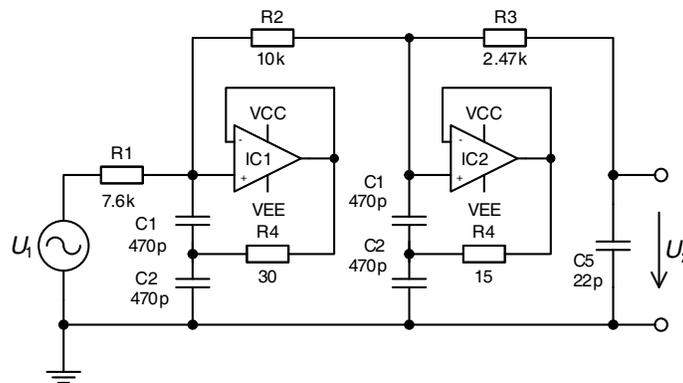 R2
10k
R3
2.47k
VCC
-
IC1
+
VEE
VCC
-
IC2
+
VEE
R1
7.6k
C1
470p
C2
470p
R4
30
C1
470p
C2
470p
R4
15
C5
22p
U1